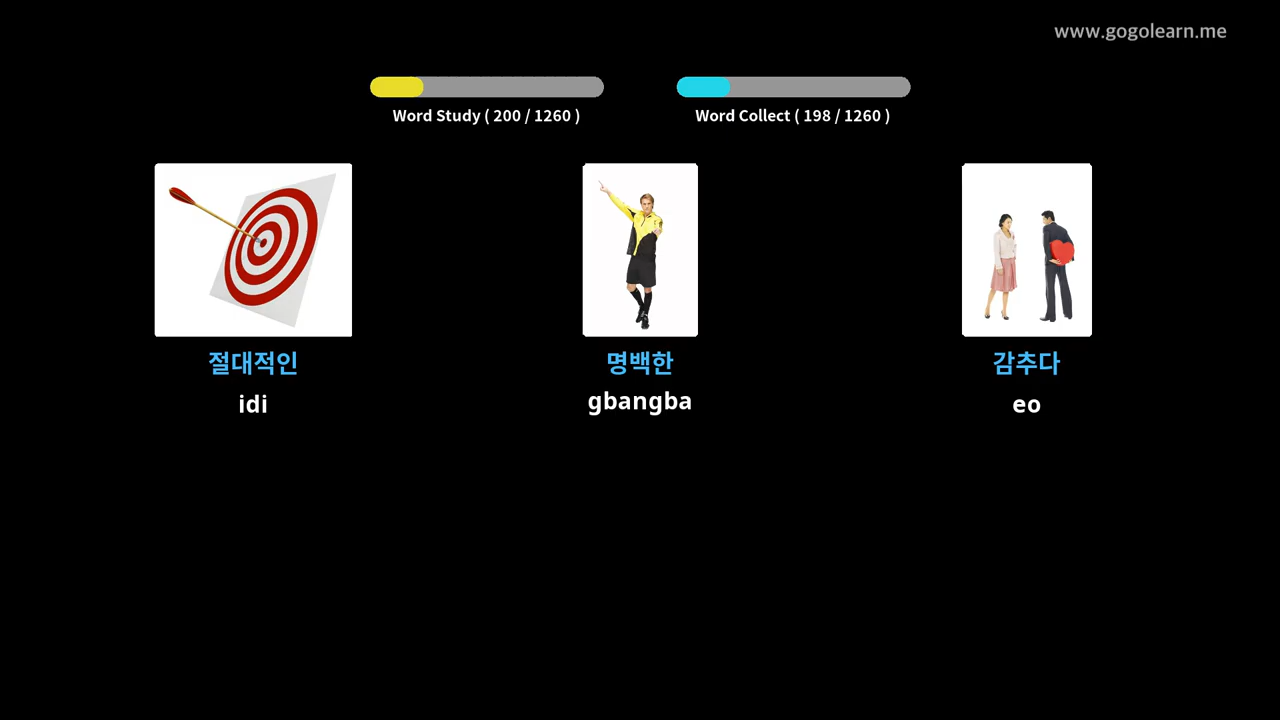 www.gogolearn.me
Word Study ( 200 / 1260 )
Word Collect ( 198 / 1260 )
절대적인
명백한
감추다
idi
gbangba
eo